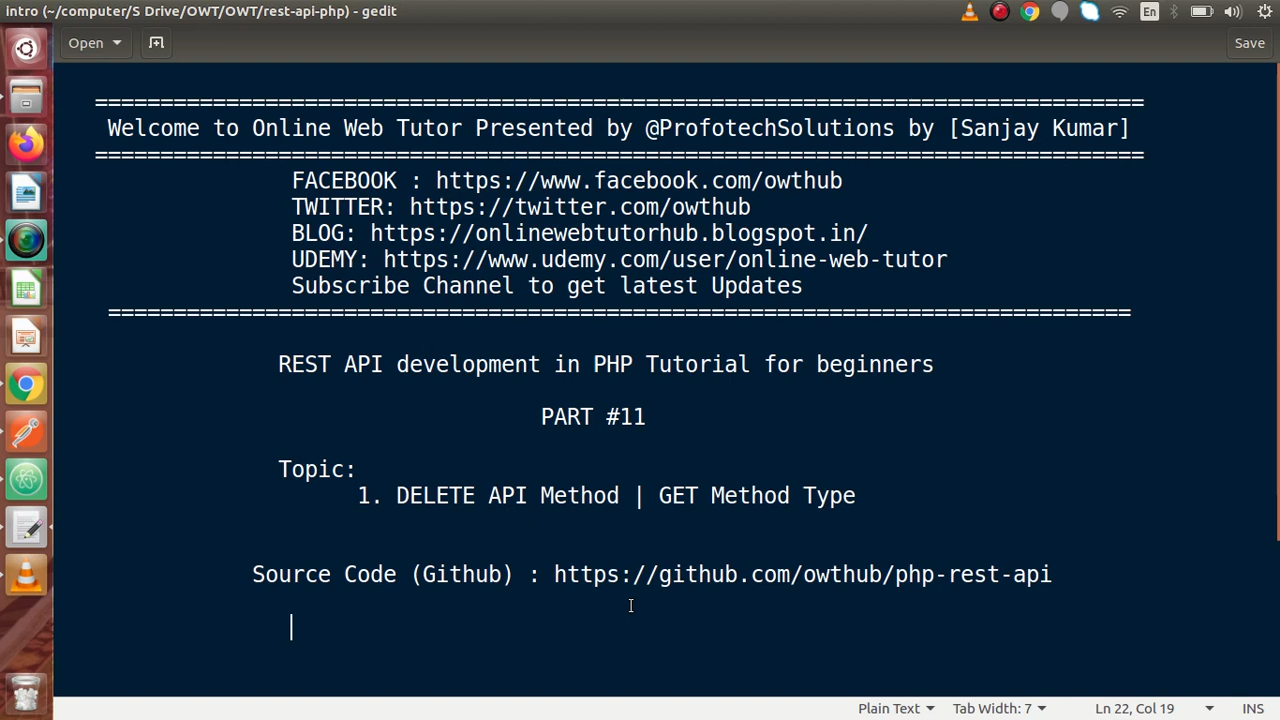 intro (~/computer/S Drive/OWT/OWT/rest-api-php) - gedit
En
Open
Save
================================================================================
Welcome to Online Web Tutor Presented by @ProfotechSolutions by [Sanjay Kumar]
================================================================================
FACEBOOK : https://www.facebook.com/owthub
TWITTER: https://twitter.com/owthub
BLOG: https://onlinewebtutorhub.blogspot.in/
UDEMY: https://www.udemy.com/user/online-web-tutor
Subscribe Channel to get latest Updates
==============================================================================
REST API development in PHP Tutorial for beginners
PART #11
Topic:
1. DELETE API Method | GET Method Type
Source Code (Github) : https://github.com/owthub/php-rest-api
Plain Text
Tab Width: 7
Ln 22, Col 19
INS